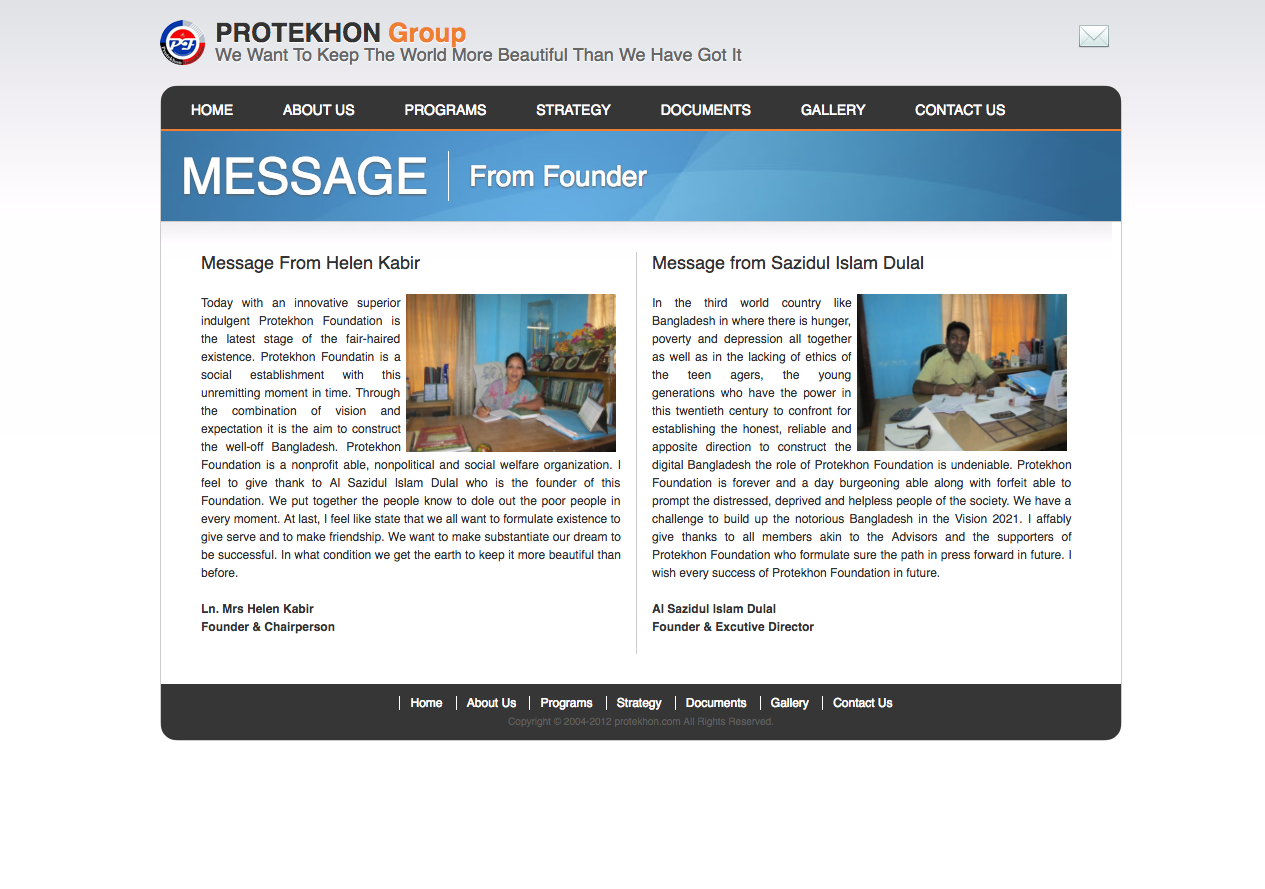 PROTEKHON Group
We Want To Keep The World More Beautiful Than We Have Got It
HOME ABOUT US PROGRAMS STRATEGY DOCUMENTS GALLERY CONTACT US
MESSAGE From Founder
Message From Helen Kabir
Today with an innovative superior
indulgent Protekhon Foundation is
the latest stage of the fair-haired
existence. Protekhon Foundatin is a
social establishment with this
unremitting moment in time. Through
the combination of vision and
expectation it is the aim to construct
the well-off Bangladesh. Protekhon
Foundation is a nonprofit able, nonpolitical and social welfare organization. I
feel to give thank to Al Sazidul Islam Dulal who is the founder of this
Foundation. We put together the people know to dole out the poor people in
every moment. At last, I feel like state that we all want to formulate existence to
give serve and to make friendship. We want to make substantiate our dream to
be successful. In what condition we get the earth to keep it more beautiful than
before.
Ln. Mrs Helen Kabir
Founder & Chairperson
Message from Sazidul Islam Dulal
In the third world country like
Bangladesh in where there is hunger,
poverty and depression all together
as well as in the lacking of ethics of
the teen agers, the young
generations who have the power in
this twentieth century to confront for
establishing the honest, reliable and
apposite direction to construct the
digital Bangladesh the role of Protekhon Foundation is undeniable. Protekhon
Foundation is forever and a day burgeoning able along with forfeit able to
prompt the distressed, deprived and helpless people of the society. We have a
challenge to build up the notorious Bangladesh in the Vision 2021. I affably
give thanks to all members akin to the Advisors and the supporters of
Protekhon Foundation who formulate sure the path in press forward in future. I
wish every success of Protekhon Foundation in future.
Al Sazidul Islam Dulal
Founder & Excutive Director
Home About Us Programs Strategy Documents Gallery Contact Us
Copyright © 2004-2012 protekhon.com All Rights Reserved.